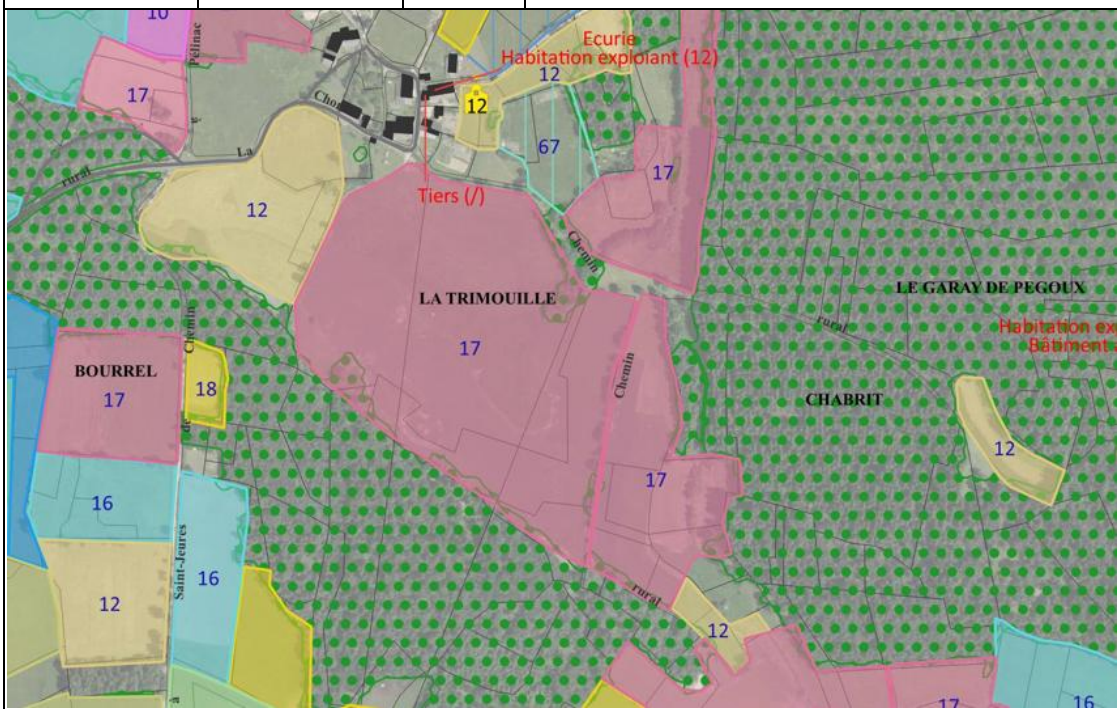 10
Pélinac
à
17
Ecurie
Habitation exploiant (12)
12
12
67
17
La
Chom
rural
Tiers (/)
12
Chemin
LA TRIMOUILLE
LE GARAY DE PEGOUX
rural
Habitation ex
Bâtiment a
17
Chemin
BOURREL
17
18
de
Chemin
CHABRIT
12
16
17
Saint-Jeures
16
12
rural
12
à
17
16